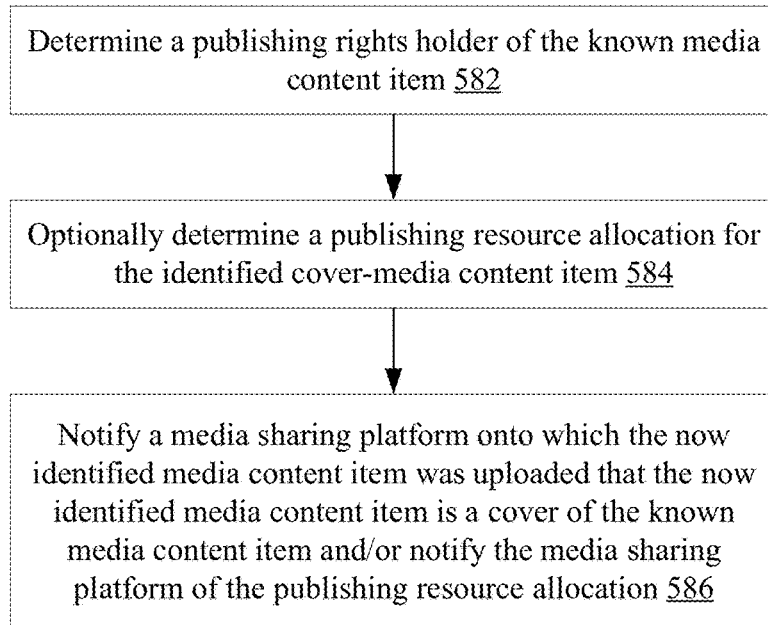 Determine a publishing rights holder of the known media
content item 582
Optionally determine a publishing resource allocation for
the identified cover-media content item 584
Notify a media sharing platform onto which the now
identified media content item was uploaded that the now
identified media content item is a cover of the known
media content item and/or notify the media sharing
platform of the publishing resource allocation 586